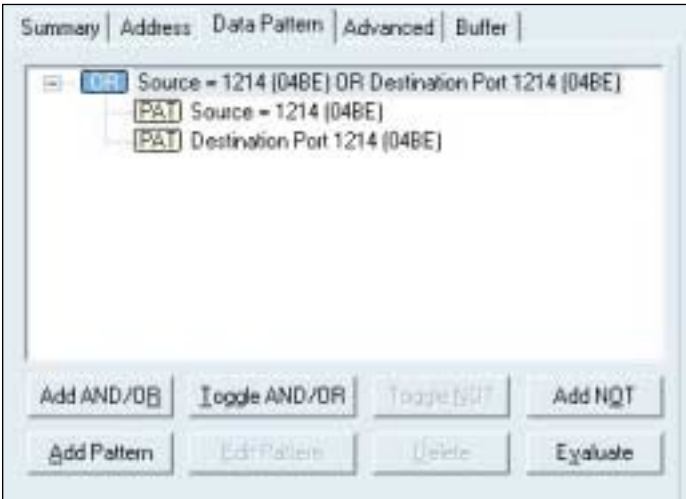 Summary Address Data Pattern Advanced Buffer
OR Source = 1214 (04BE) OR Destination Port 1214 (04BE)
PAT Source = 1214 (04BE)
PAT Destination Port 1214 (04BE)
Add AND/OR Toggle AND/OR Toggle NOT Add NOT
Add Pattern Edit Pattern Delete Evaluate